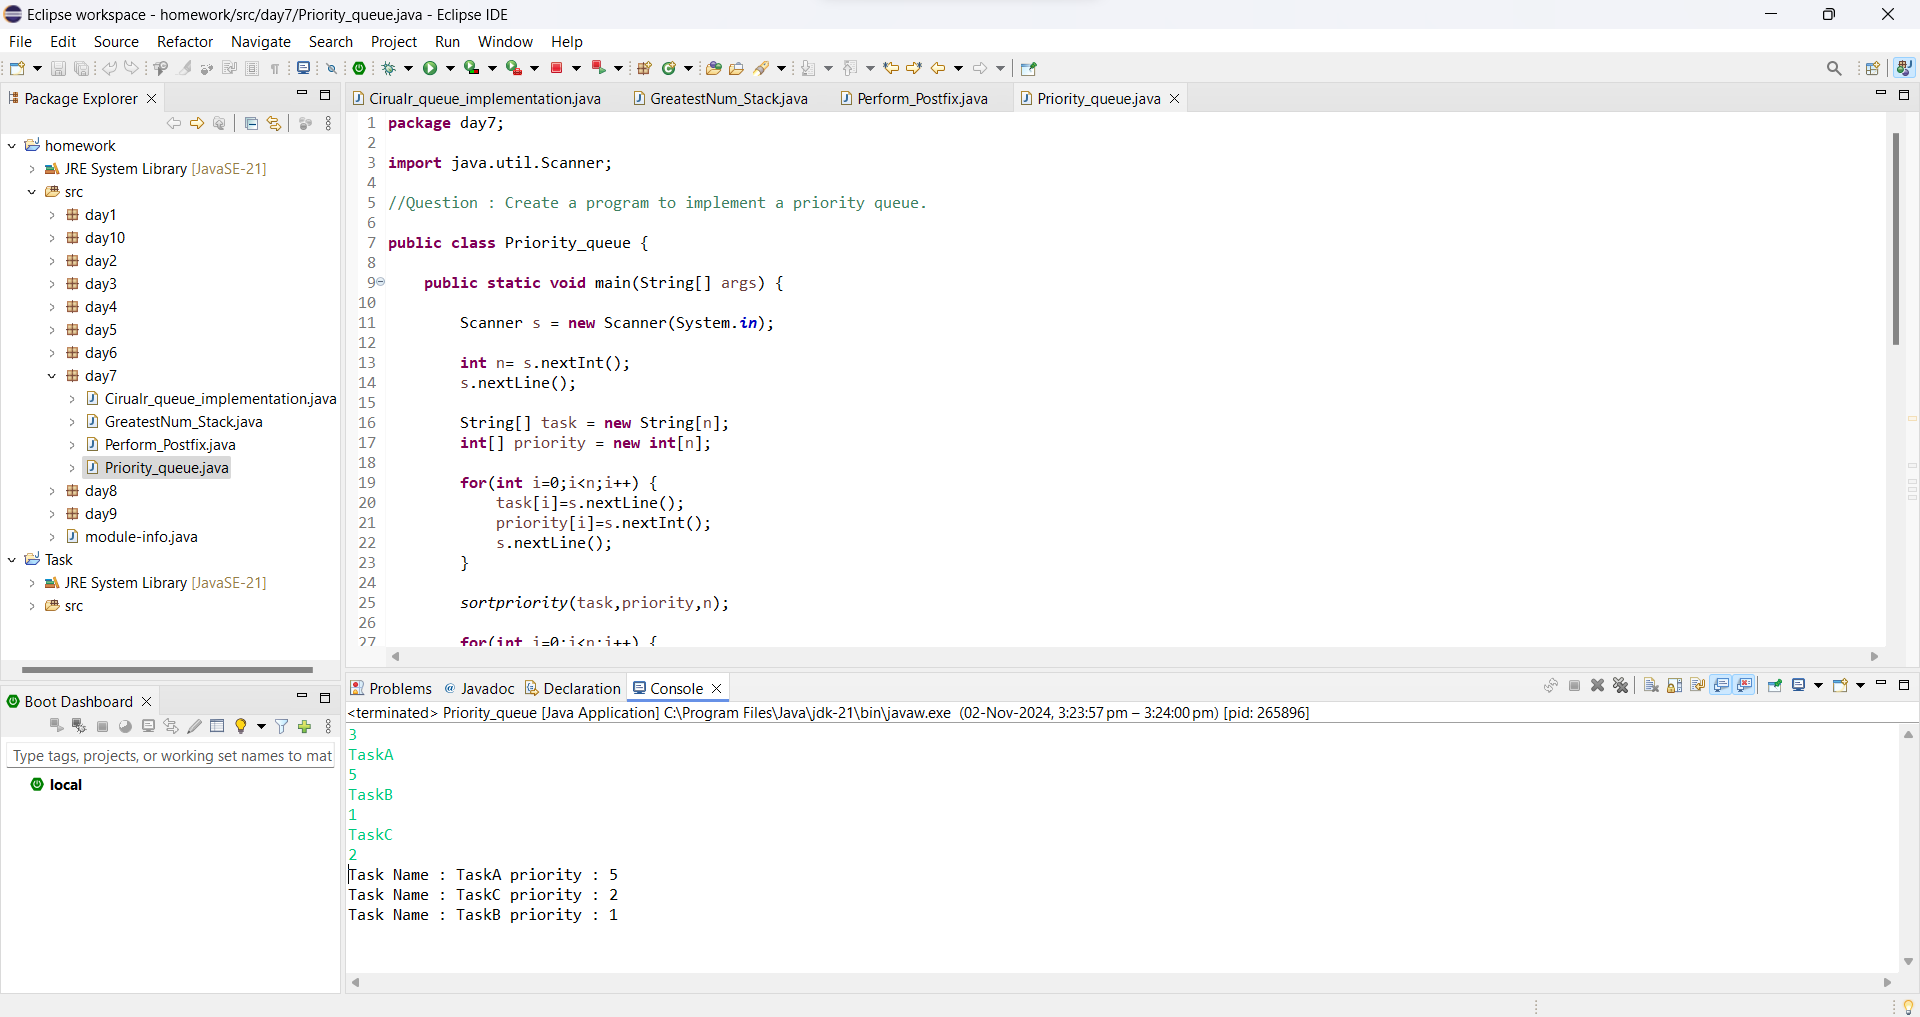 Eclipse workspace - homework/src/day7/Priority_queue.java - Eclipse IDE
File Edit Source Refactor Navigate Search Project Run Window Help
Package Explorer
homework
JRE System Library [JavaSE-21]
src
day1
day10
day2
day3
day4
day5
day6
day7
Cirualr_queue_implementation.java
GreatestNum_Stack.java
Perform_Postfix.java
Priority_queue.java
day8
day9
module-info.java
Task
JRE System Library [JavaSE-21]
src
Boot Dashboard
Type tags, projects, or working set names to mat
local
Cirualr_queue_implementation.java GreatestNum_Stack.java Perform_Postfix.java Priority_queue.java
1 package day7;
2
3 import java.util.Scanner;
4
5 //Question : Create a program to implement a priority queue.
6
7 public class Priority_queue {
8
9 public static void main(String[] args) {
10
11 Scanner s = new Scanner(System.in);
12
13 int n= s.nextInt();
14 s.nextLine();
15
16 String[] task = new String[n];
17 int[] priority = new int[n];
18
19 for(int i=0;i<n;i++) {
20 task[i]=s.nextLine();
21 priority[i]=s.nextInt();
22 s.nextLine();
23 }
24
25 sortpriority(task,priority,n);
26
27 for(int i=0;i<n;i++) {
Problems Javadoc Declaration Console
<terminated> Priority_queue [Java Application] C:\Program Files\Java\jdk-21\bin\javaw.exe (02-Nov-2024, 3:23:57 pm – 3:24:00 pm) [pid: 265896]
3
TaskA
5
TaskB
1
TaskC
2
Task Name : TaskA priority : 5
Task Name : TaskC priority : 2
Task Name : TaskB priority : 1